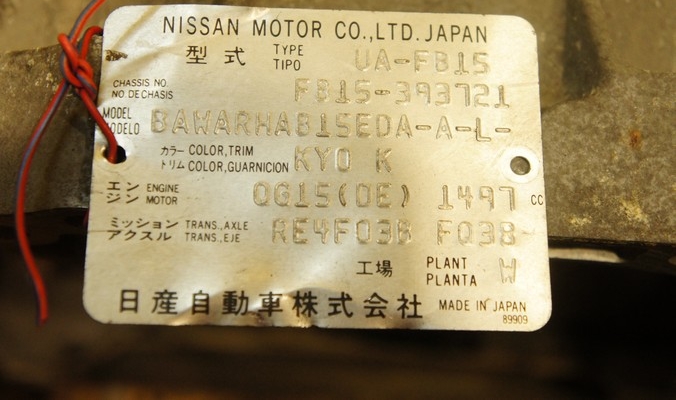 NISSAN MOTOR CO.,LTD. JAPAN
型式 TYPE TIPO UA-FB15
CHASSIS NO. NO DE CHASIS FB15-393721
MODEL MODELO BAWARHAB15EDA-A-L-
カラー COLOR,TRIM トリム COLOR,GUARNICION KY0 K
エンジン ENGINE MOTOR QG15(DE) 1497 CC
ミッション TRANS.,AXLE アクスル TRANS.,EJE RE4F03B FQ38
工場 PLANT PLANTA W
日産自動車株式会社 MADE IN JAPAN
89909